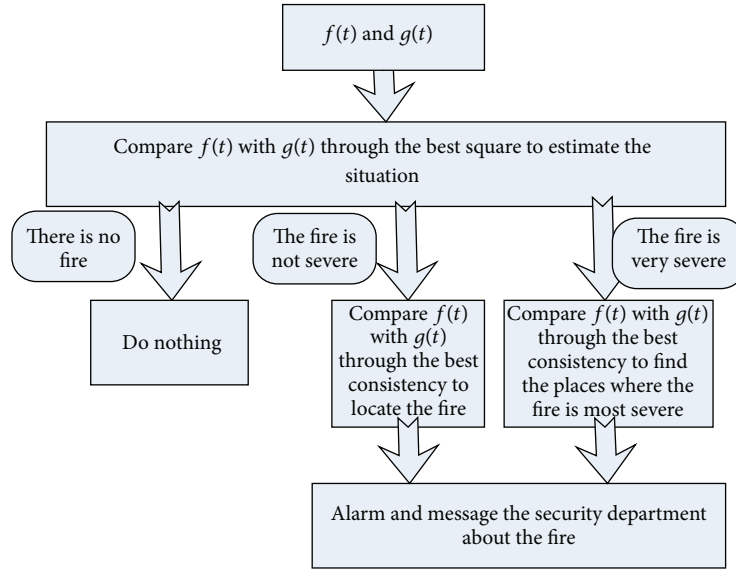 f(t) and g(t)
Compare f(t) with g(t) through the best square to estimate the
situation
There is no
fire
The fire is
not severe
The fire is
very severe
Do nothing
Compare f(t)
with g(t)
through the best
consistency to
locate the fire
Compare f(t) with g(t)
through the best
consistency to find
the places where the
fire is most severe
Alarm and message the security department
about the fire